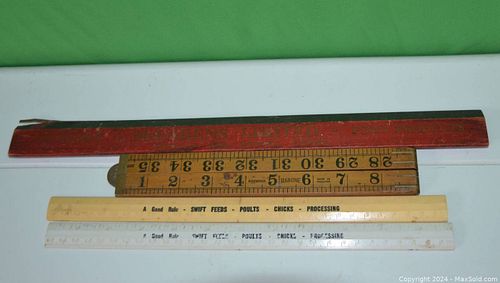 35 34 33 32 31 30 29 28
1 2 3 4 5 6 7 8
A Good Rule - SWIFT FEEDS - POULTS - CHICKS - PROCESSING
A Good Rule - SWIFT FEEDS - POULTS - CHICKS - PROCESSING
Copyright 2024 - MaxSold.com